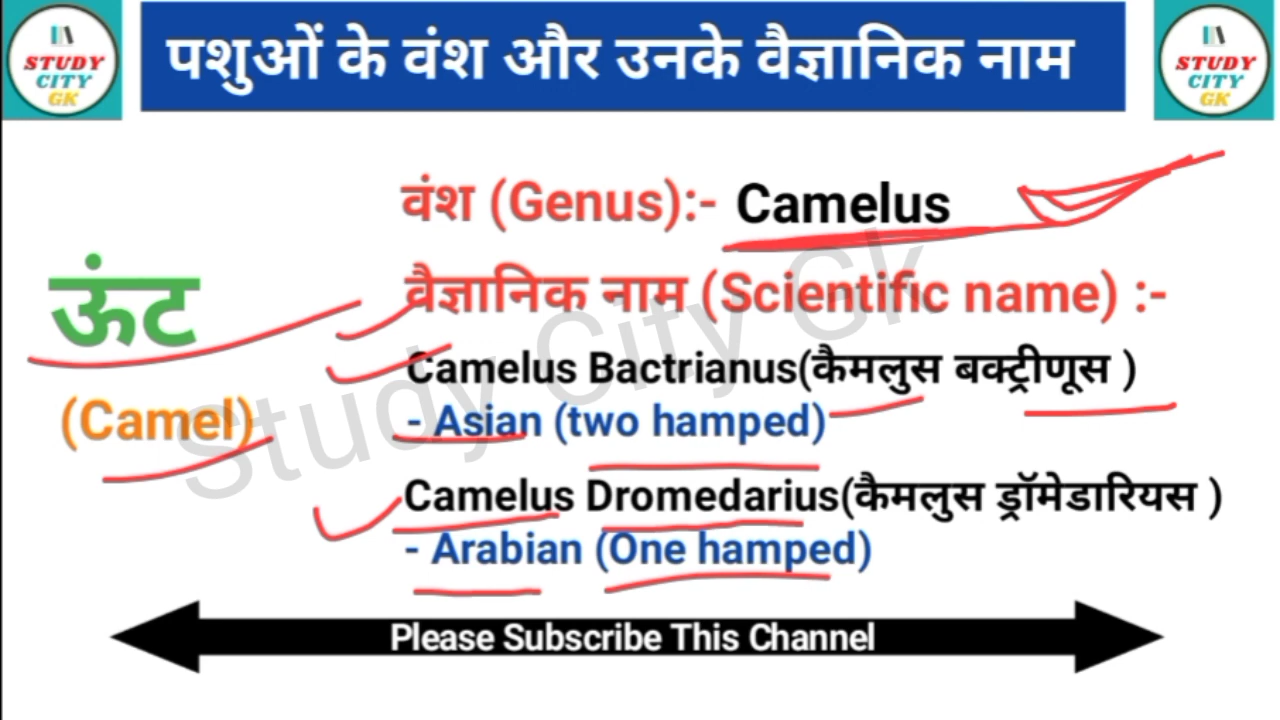 STUDY
CITY
GK
पशुओं के वंश और उनके वैज्ञानिक नाम
STUDY
CITY
GK
वंश (Genus):- Camelus
ऊंट
(Camel)
वैज्ञानिक नाम (Scientific name) :-
Camelus Bactrianus(कैमलुस बक्ट्रीणूस )
- Asian (two hamped)
Camelus Dromedarius(कैमलुस ड्रॉमेडारियस )
- Arabian (One hamped)
Study City Gk
Please Subscribe This Channel